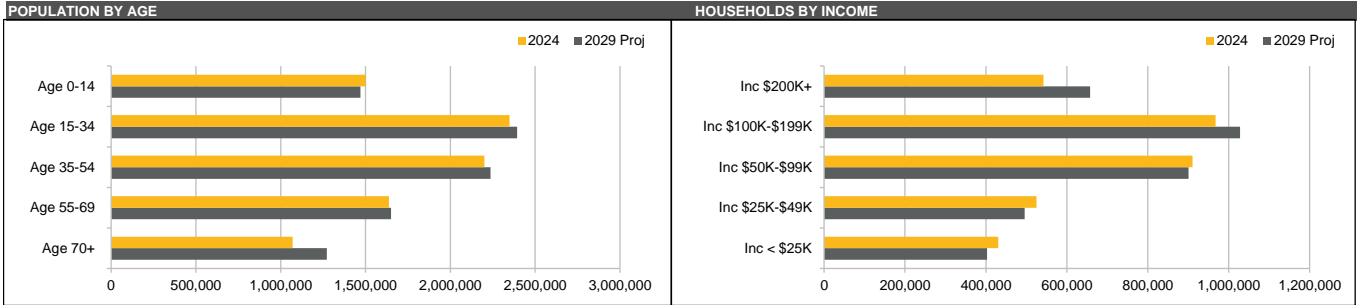 POPULATION BY AGE
2024 2029 Proj
Age 0-14
Age 15-34
Age 35-54
Age 55-69
Age 70+
0 500,000 1,000,000 1,500,000 2,000,000 2,500,000 3,000,000
HOUSEHOLDS BY INCOME
2024 2029 Proj
Inc $200K+
Inc $100K-$199K
Inc $50K-$99K
Inc $25K-$49K
Inc < $25K
0 200,000 400,000 600,000 800,000 1,000,000 1,200,000